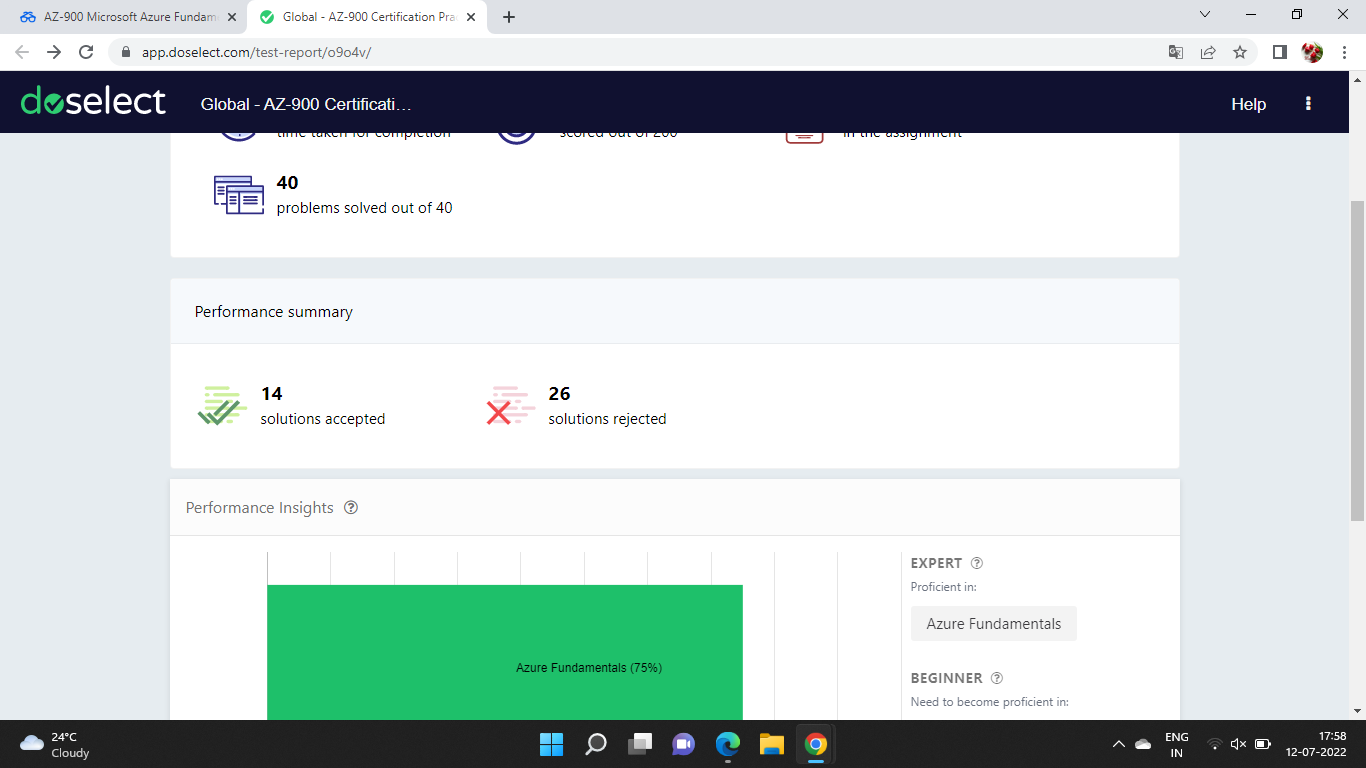 AZ-900 Microsoft Azure Fundam
Global - AZ-900 Certification Pra
app.doselect.com/test-report/o9o4v/
doselect
Global - AZ-900 Certificati...
Help
time taken for completion
scored out of 200
in the assignment
40
problems solved out of 40
Performance summary
14
solutions accepted
26
solutions rejected
Performance Insights ?
EXPERT ?
Proficient in:
Azure Fundamentals
Azure Fundamentals (75%)
BEGINNER ?
Need to become proficient in:
24°C
Cloudy
ENG
IN
17:58
12-07-2022